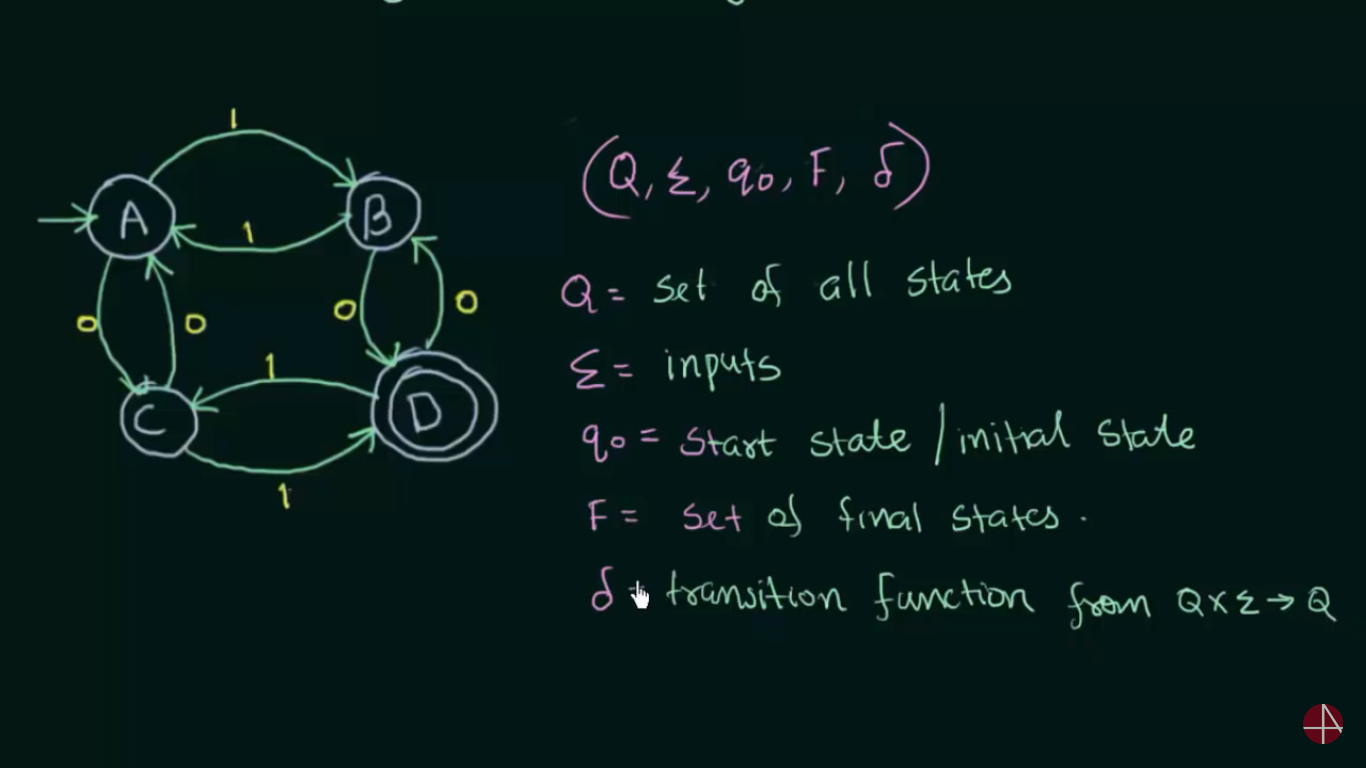 1
A
B
1
0
0
0
0
1
C
D
1
(Q, Σ, q0, F, δ)
Q = set of all states
Σ = inputs
q0 = Start state / initial state
F = set of final states.
δ = transition function from Q×Σ → Q